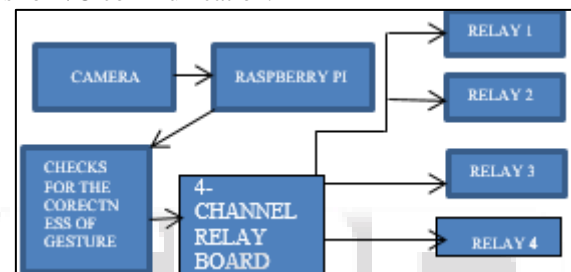 CAMERA
RASPBERRY PI
RELAY 1
RELAY 2
CHECKS
FOR THE
CORECTN
ESS OF
GESTURE
4-
CHANNEL
RELAY
BOARD
RELAY 3
RELAY 4